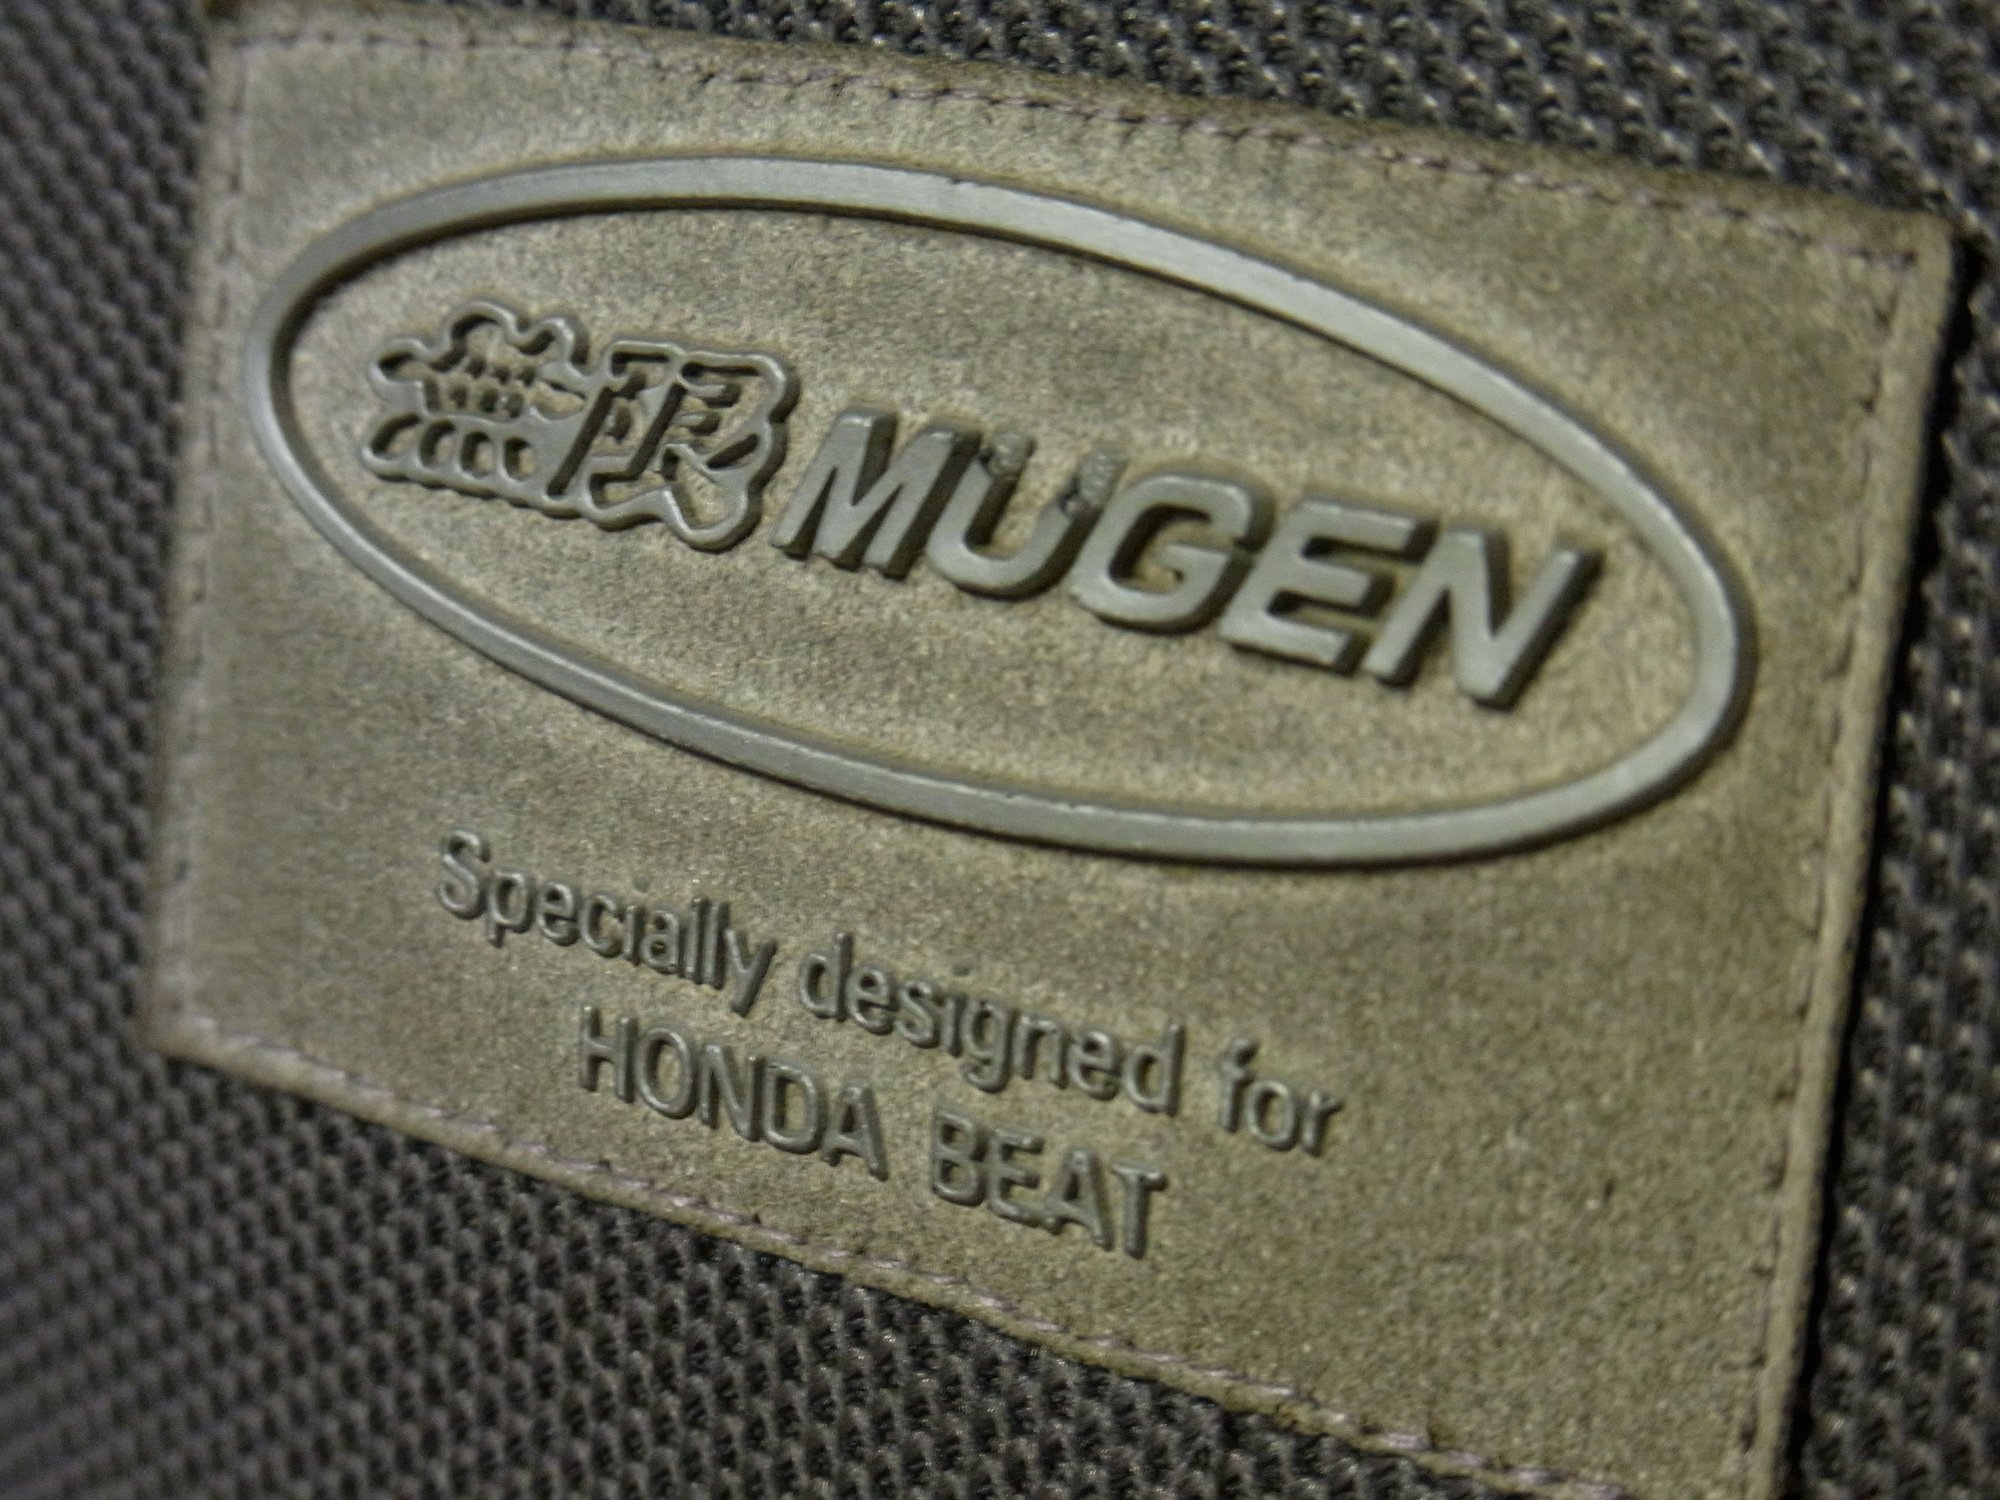 無限 MUGEN
Specially designed for
HONDA BEAT